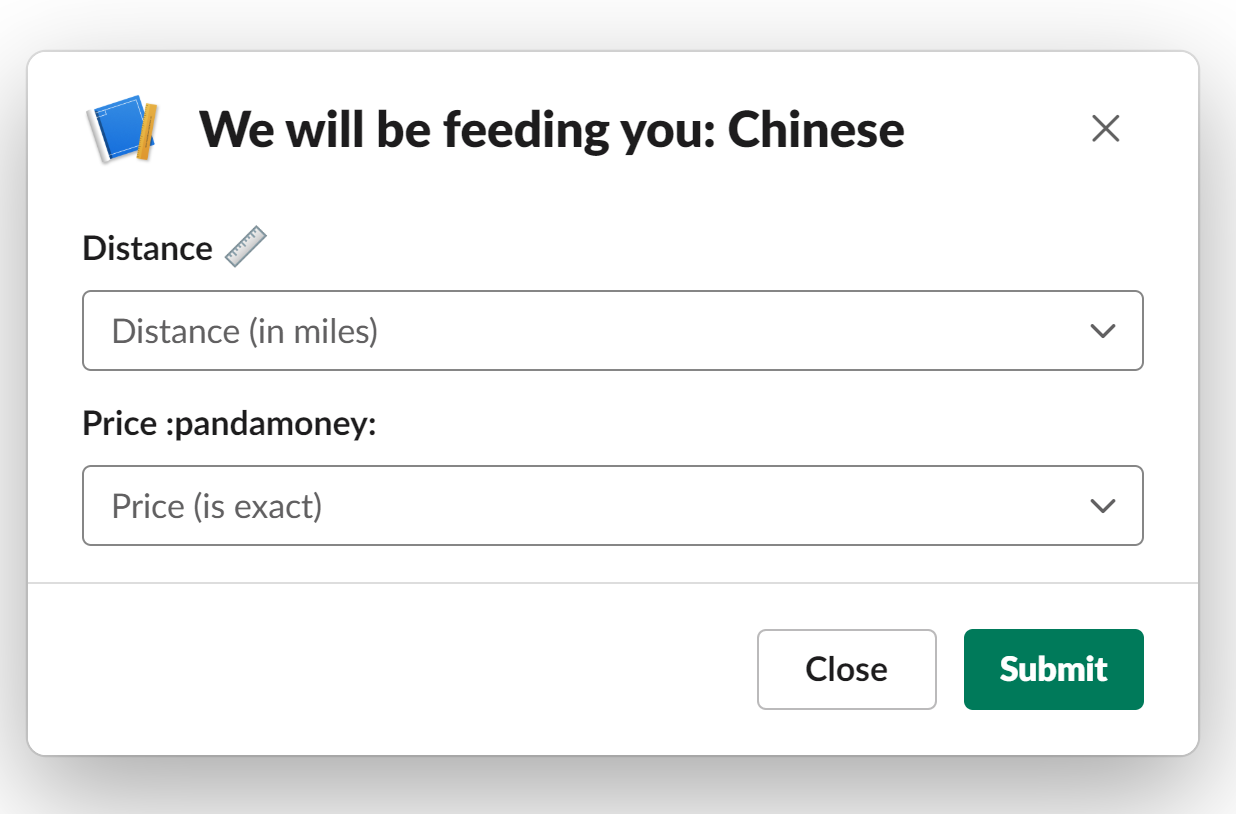 We will be feeding you: Chinese
Distance
Distance (in miles)
Price :pandamoney:
Price (is exact)
Close
Submit